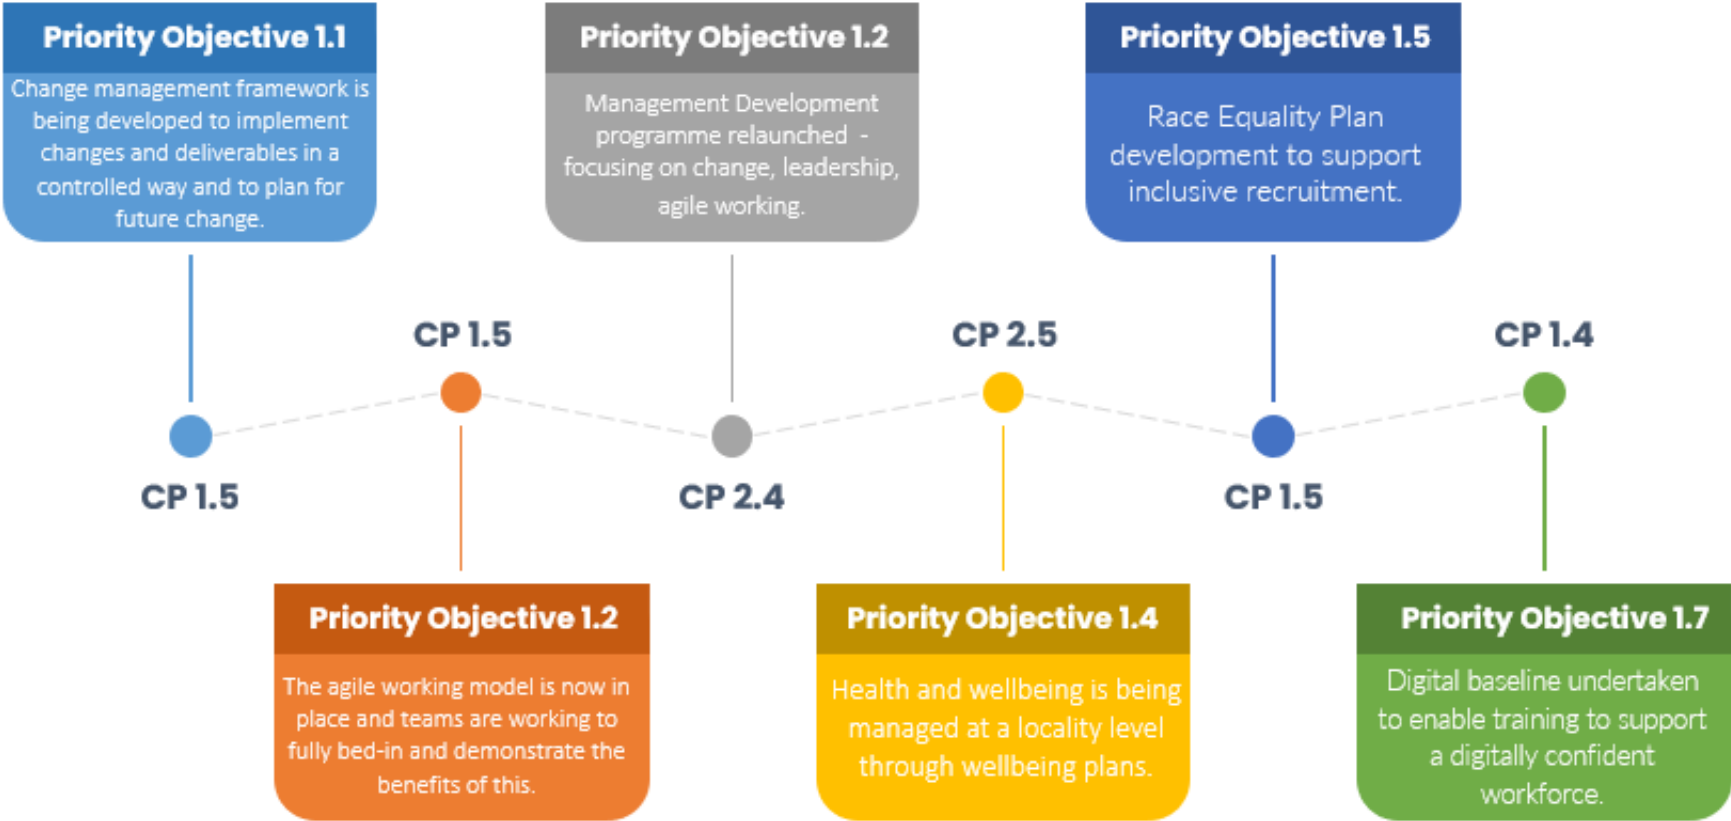 Priority Objective 1.1
Change management framework is
being developed to implement
changes and deliverables in a
controlled way and to plan for
future change.
Priority Objective 1.2
Management Development
programme relaunched -
focusing on change, leadership,
agile working.
Priority Objective 1.5
Race Equality Plan
development to support
inclusive recruitment.
CP 1.5
CP 2.5
CP 1.4
CP 1.5
CP 2.4
CP 1.5
Priority Objective 1.2
The agile working model is now in
place and teams are working to
fully bed-in and demonstrate the
benefits of this.
Priority Objective 1.4
Health and wellbeing is being
managed at a locality level
through wellbeing plans.
Priority Objective 1.7
Digital baseline undertaken
to enable training to support
a digitally confident
workforce.